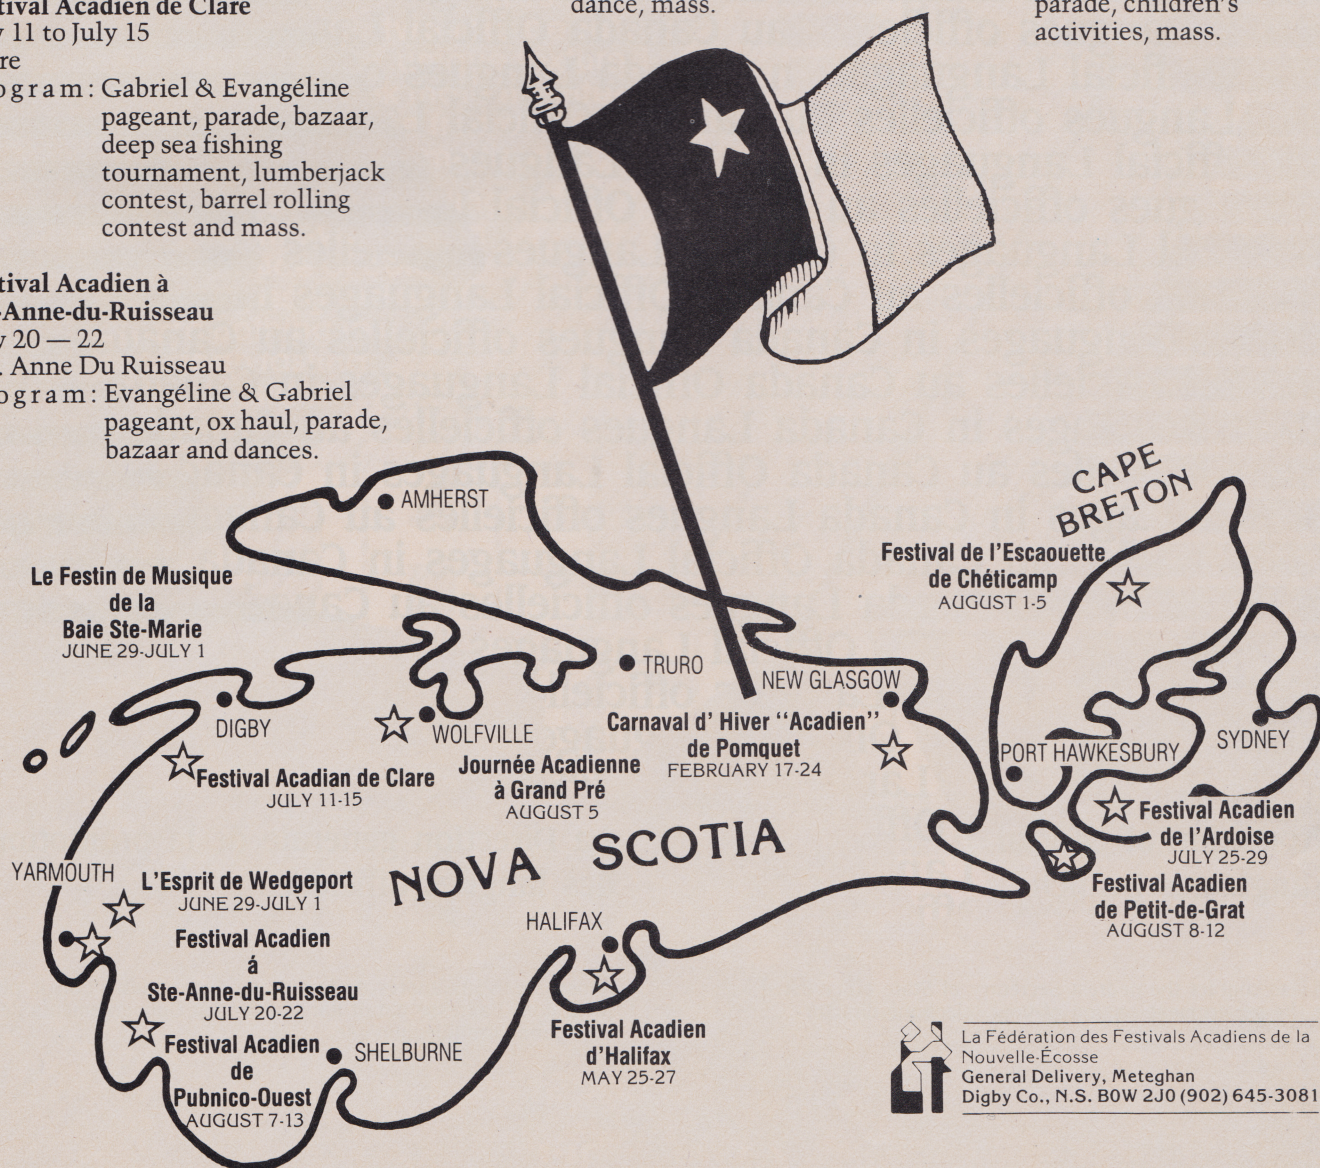 tival Acadien de Clare
y 11 to July 15
re
ogram: Gabriel & Evangéline
pageant, parade, bazaar,
deep sea fishing
tournament, lumberjack
contest, barrel rolling
contest and mass.
tival Acadien à
-Anne-du-Ruisseau
y 20 — 22
. Anne Du Ruisseau
ogram: Evangéline & Gabriel
pageant, ox haul, parade,
bazaar and dances.
dance, mass.
parade, children's
activities, mass.
AMHERST
CAPE
BRETON
Festival de l'Escaouette
de Chéticamp
AUGUST 1-5
Le Festin de Musique
de la
Baie Ste-Marie
JUNE 29-JULY 1
TRURO
NEW GLASGOW
DIGBY
WOLFVILLE
Carnaval d' Hiver "Acadien"
de Pomquet
FEBRUARY 17-24
PORT HAWKESBURY
SYDNEY
Festival Acadian de Clare
JULY 11-15
Journée Acadienne
à Grand Pré
AUGUST 5
Festival Acadien
de l'Ardoise
JULY 25-29
NOVA SCOTIA
YARMOUTH
L'Esprit de Wedgeport
JUNE 29-JULY 1
Festival Acadien
de Petit-de-Grat
AUGUST 8-12
HALIFAX
Festival Acadien
á
Ste-Anne-du-Ruisseau
JULY 20-22
Festival Acadien
de
Pubnico-Ouest
AUGUST 7-13
SHELBURNE
Festival Acadien
d'Halifax
MAY 25-27
La Fédération des Festivals Acadiens de la
Nouvelle-Écosse
General Delivery, Meteghan
Digby Co., N.S. B0W 2J0 (902) 645-3081